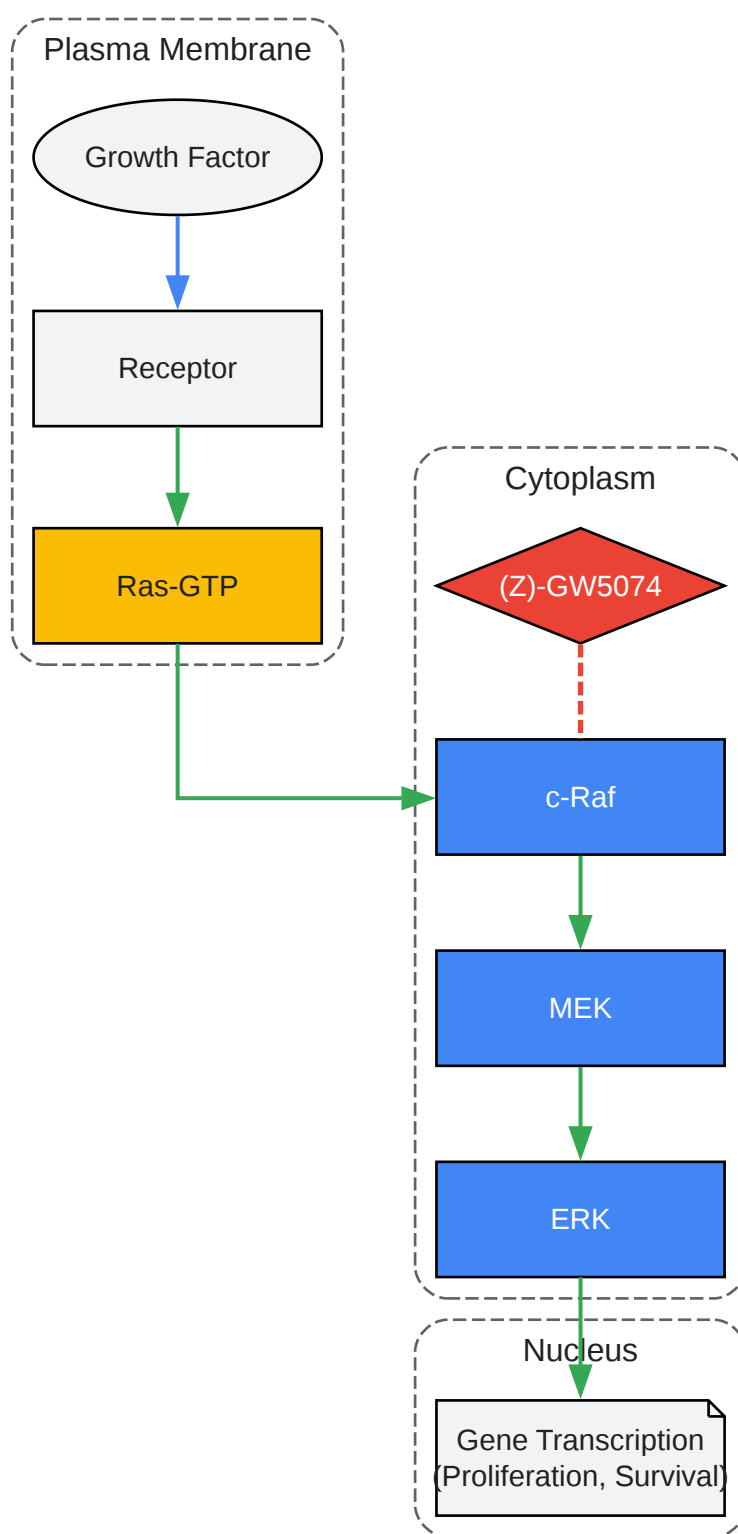 Plasma Membrane
Growth Factor
Receptor
Ras-GTP
Cytoplasm
(Z)-GW5074
c-Raf
MEK
ERK
Nucleus
Gene Transcription
(Proliferation, Survival)